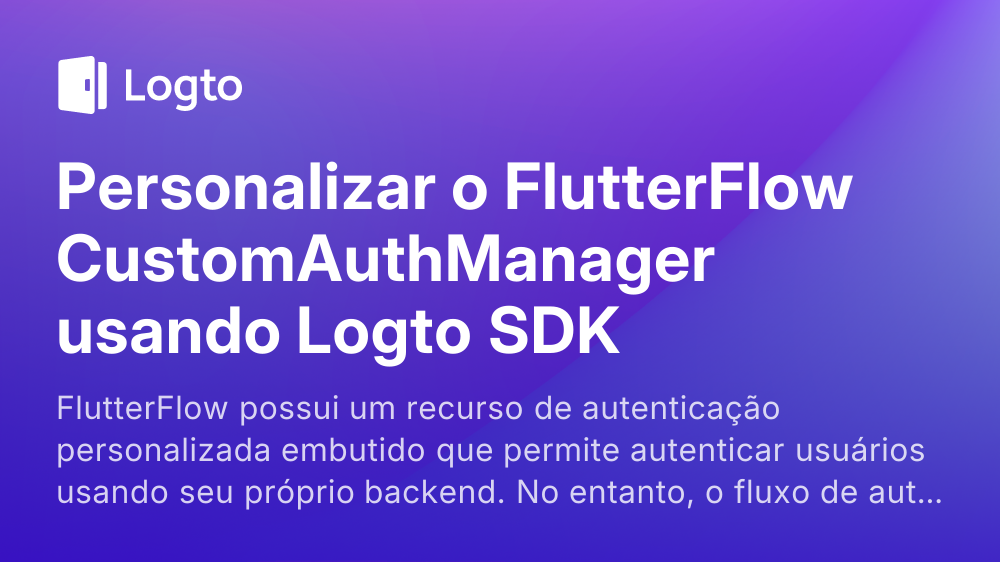 Logto
Personalizar o FlutterFlow
CustomAuthManager
usando Logto SDK
FlutterFlow possui um recurso de autenticação
personalizada embutido que permite autenticar usuários
usando seu próprio backend. No entanto, o fluxo de aut...